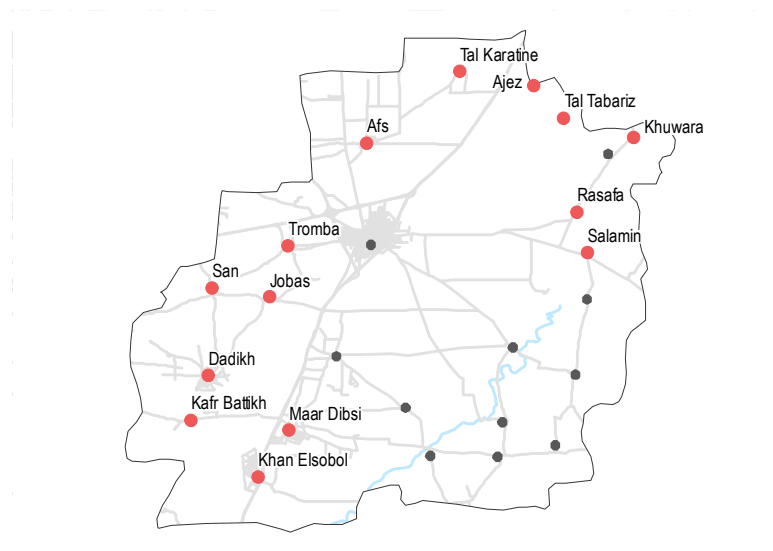 Tal Karatine
Ajez
Tal Tabariz
Afs
Khuwara
Rasafa
Tromba
Salamin
San
Jobas
Dadikh
Kafr Battikh
Maar Dibsi
Khan Elsobol